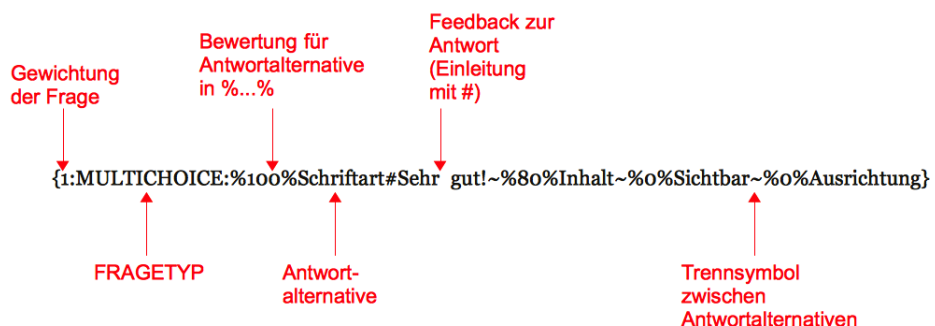 Gewichtung
der Frage
Bewertung für
Antwortalternative
in %...%
Feedback zur
Antwort
(Einleitung
mit #)
{1:MULTICHOICE:%100%Schriftart#Sehr gut!~%80%Inhalt~%0%Sichtbar~%0%Ausrichtung}
FRAGETYP
Antwort-
alternative
Trennsymbol
zwischen
Antwortalternativen